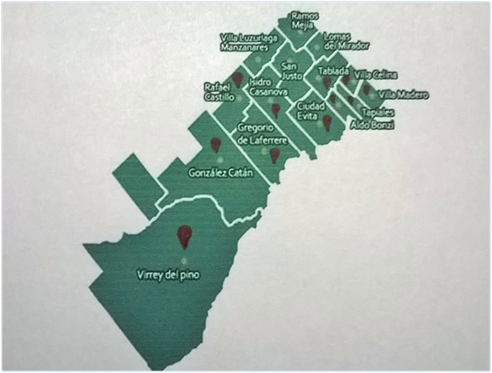 Ramos
Mejía
Villa Luzuriaga
Manzanares
Lomas
del Mirador
San
Justo
Tablada
Villa Celina
Rafael
Castillo
Isidro
Casanova
Villa Madero
Ciudad
Evita
Tapiales
Aldo Bonzi
Gregorio
de Laferrere
González Catán
Virrey del pino